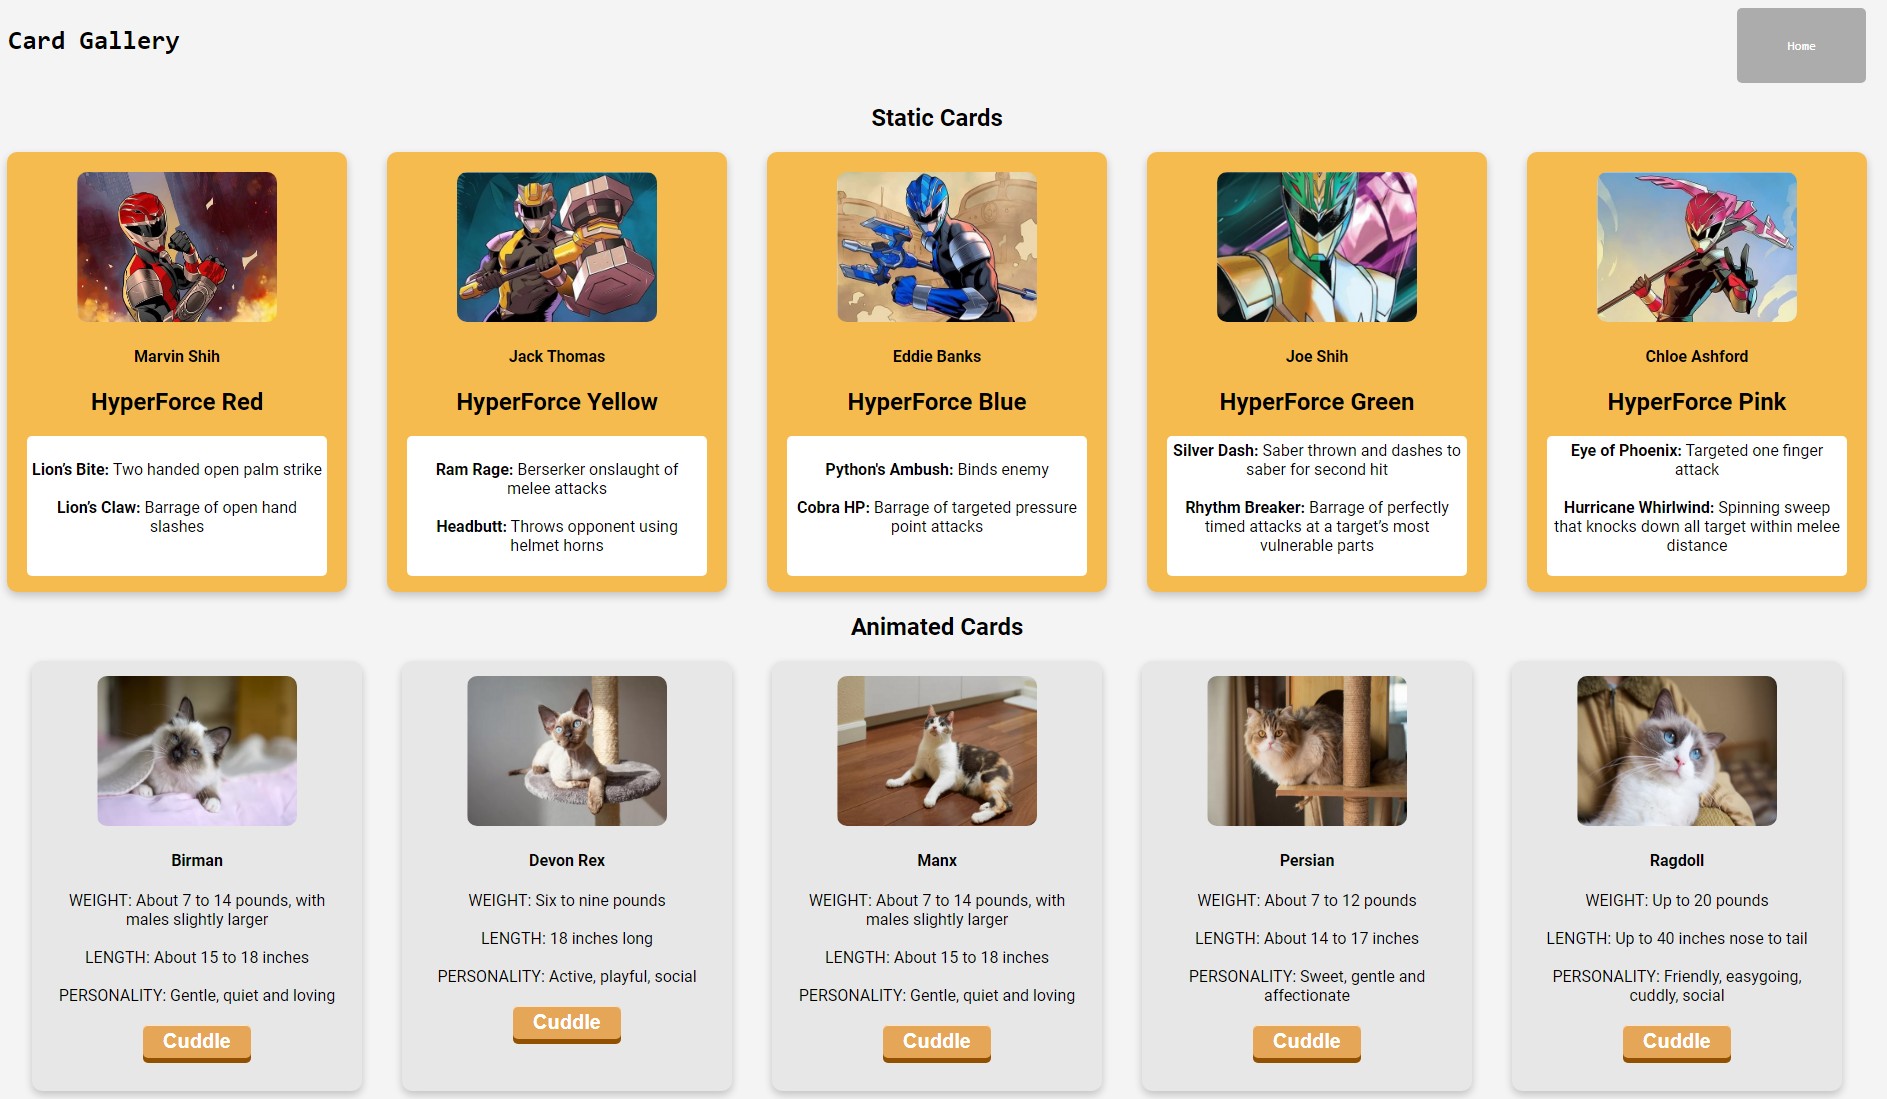 Card Gallery
Home
Static Cards
Marvin Shih
HyperForce Red
Lion’s Bite: Two handed open palm strike
Lion’s Claw: Barrage of open hand
slashes
Jack Thomas
HyperForce Yellow
Ram Rage: Berserker onslaught of
melee attacks
Headbutt: Throws opponent using
helmet horns
Eddie Banks
HyperForce Blue
Python's Ambush: Binds enemy
Cobra HP: Barrage of targeted pressure
point attacks
Joe Shih
HyperForce Green
Silver Dash: Saber thrown and dashes to
saber for second hit
Rhythm Breaker: Barrage of perfectly
timed attacks at a target’s most
vulnerable parts
Chloe Ashford
HyperForce Pink
Eye of Phoenix: Targeted one finger
attack
Hurricane Whirlwind: Spinning sweep
that knocks down all target within melee
distance
Animated Cards
Birman
WEIGHT: About 7 to 14 pounds, with
males slightly larger
LENGTH: About 15 to 18 inches
PERSONALITY: Gentle, quiet and loving
Cuddle
Devon Rex
WEIGHT: Six to nine pounds
LENGTH: 18 inches long
PERSONALITY: Active, playful, social
Cuddle
Manx
WEIGHT: About 7 to 14 pounds, with
males slightly larger
LENGTH: About 15 to 18 inches
PERSONALITY: Gentle, quiet and loving
Cuddle
Persian
WEIGHT: About 7 to 12 pounds
LENGTH: About 14 to 17 inches
PERSONALITY: Sweet, gentle and
affectionate
Cuddle
Ragdoll
WEIGHT: Up to 20 pounds
LENGTH: Up to 40 inches nose to tail
PERSONALITY: Friendly, easygoing,
cuddly, social
Cuddle